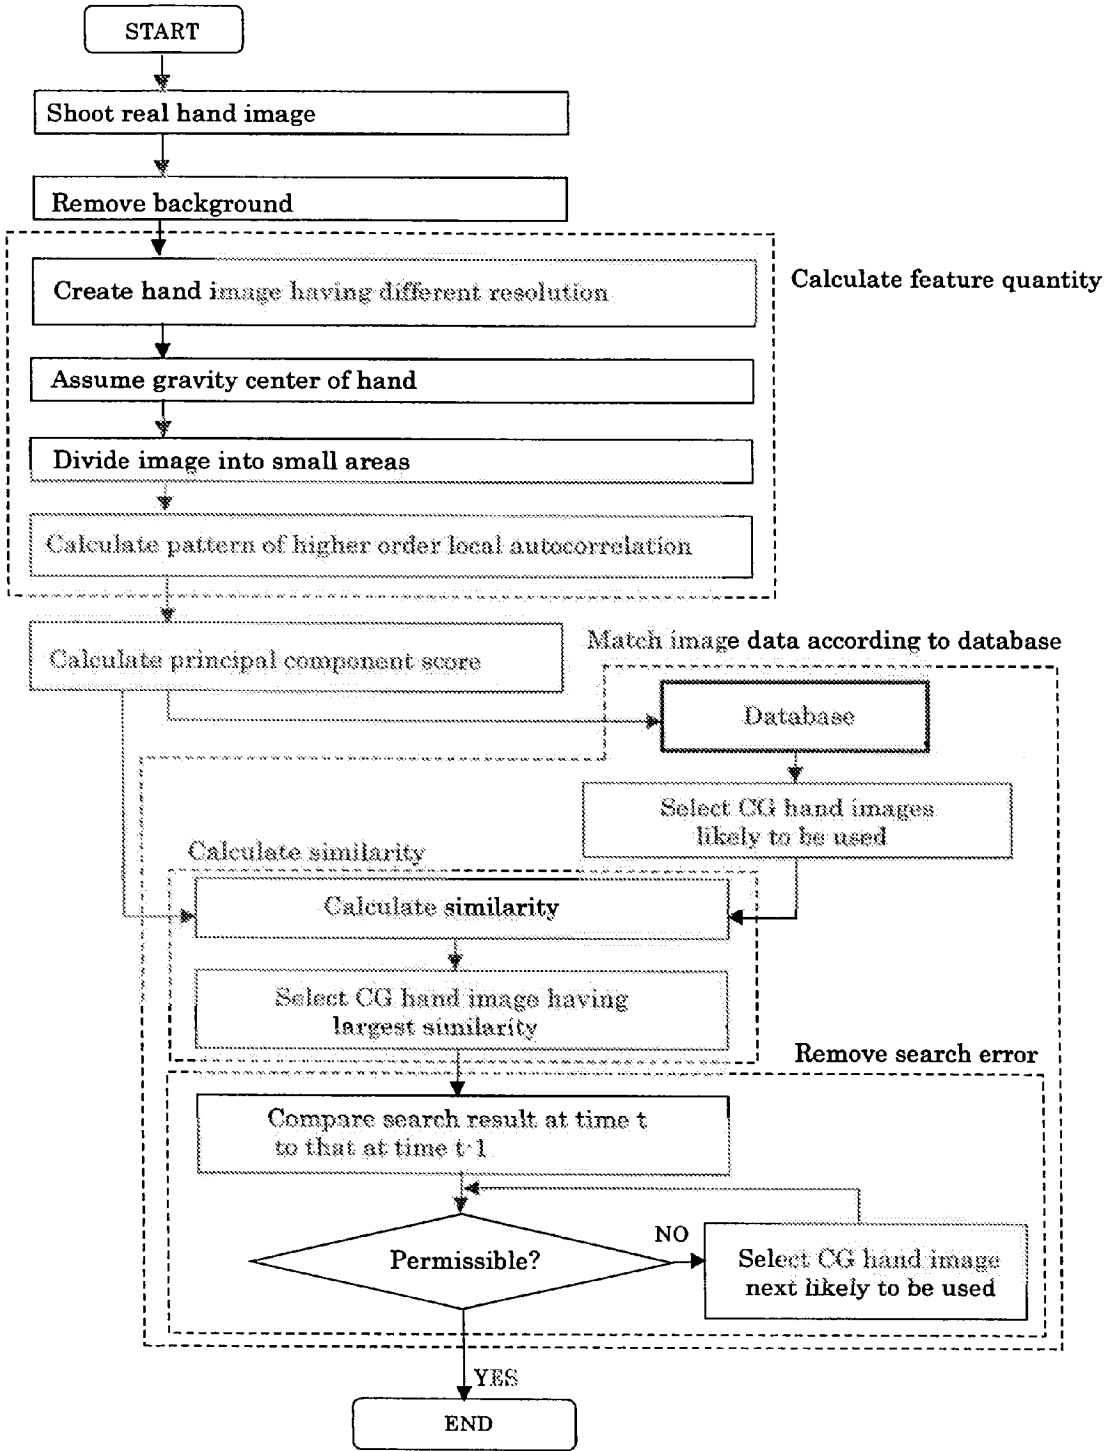 START
Shoot real hand image
Remove background
Calculate feature quantity
Create hand image having different resolution
Assume gravity center of hand
Divide image into small areas
Calculate pattern of higher order local autocorrelation
Match image data according to database
Calculate principal component score
Database
Select CG hand images
likely to be used
Calculate similarity
Calculate similarity
Select CG hand image having
largest similarity
Remove search error
Compare search result at time t
to that at time t-1
NO
Permissible?
Select CG hand image
next likely to be used
YES
END